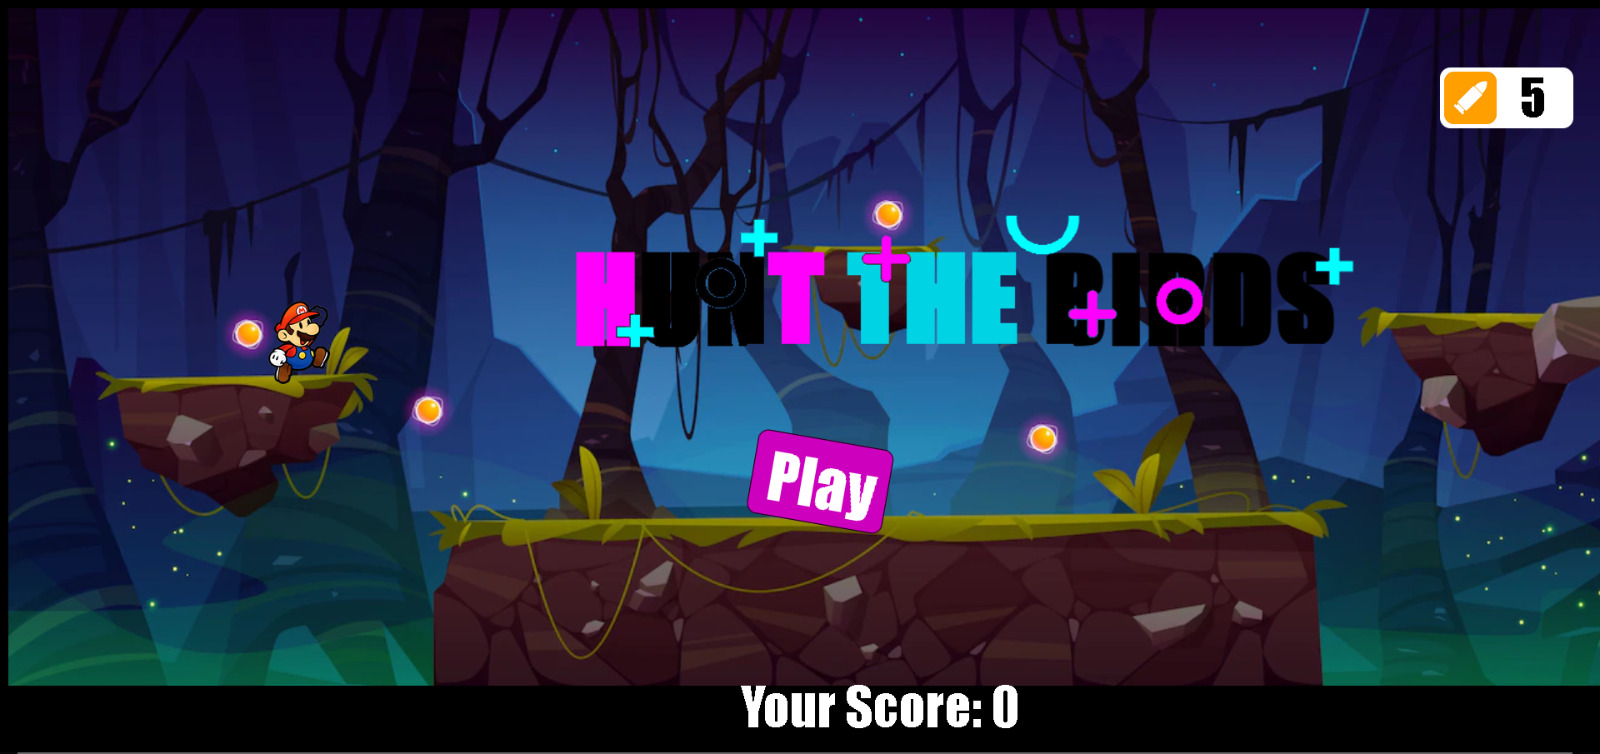 5
HUNT THE BIRDS
Play
Your Score: 0